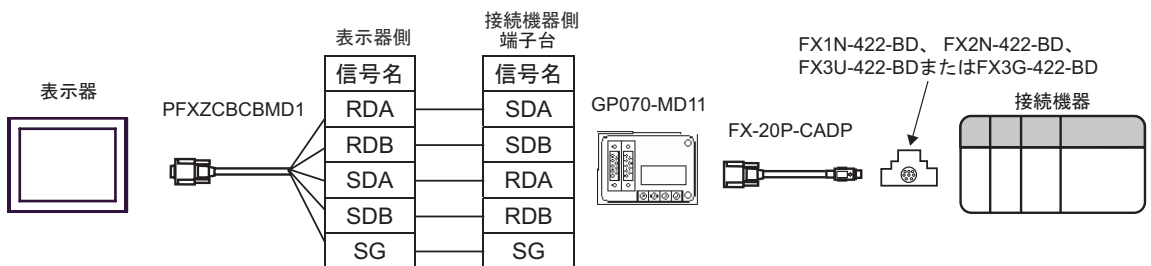 表示器
PFXZCBCBMD1
表示器側
信号名
RDA
RDB
SDA
SDB
SG
接続機器側
端子台
信号名
SDA
SDB
RDA
RDB
SG
GP070-MD11
FX-20P-CADP
FX1N-422-BD、 FX2N-422-BD、
FX3U-422-BDまたはFX3G-422-BD
接続機器